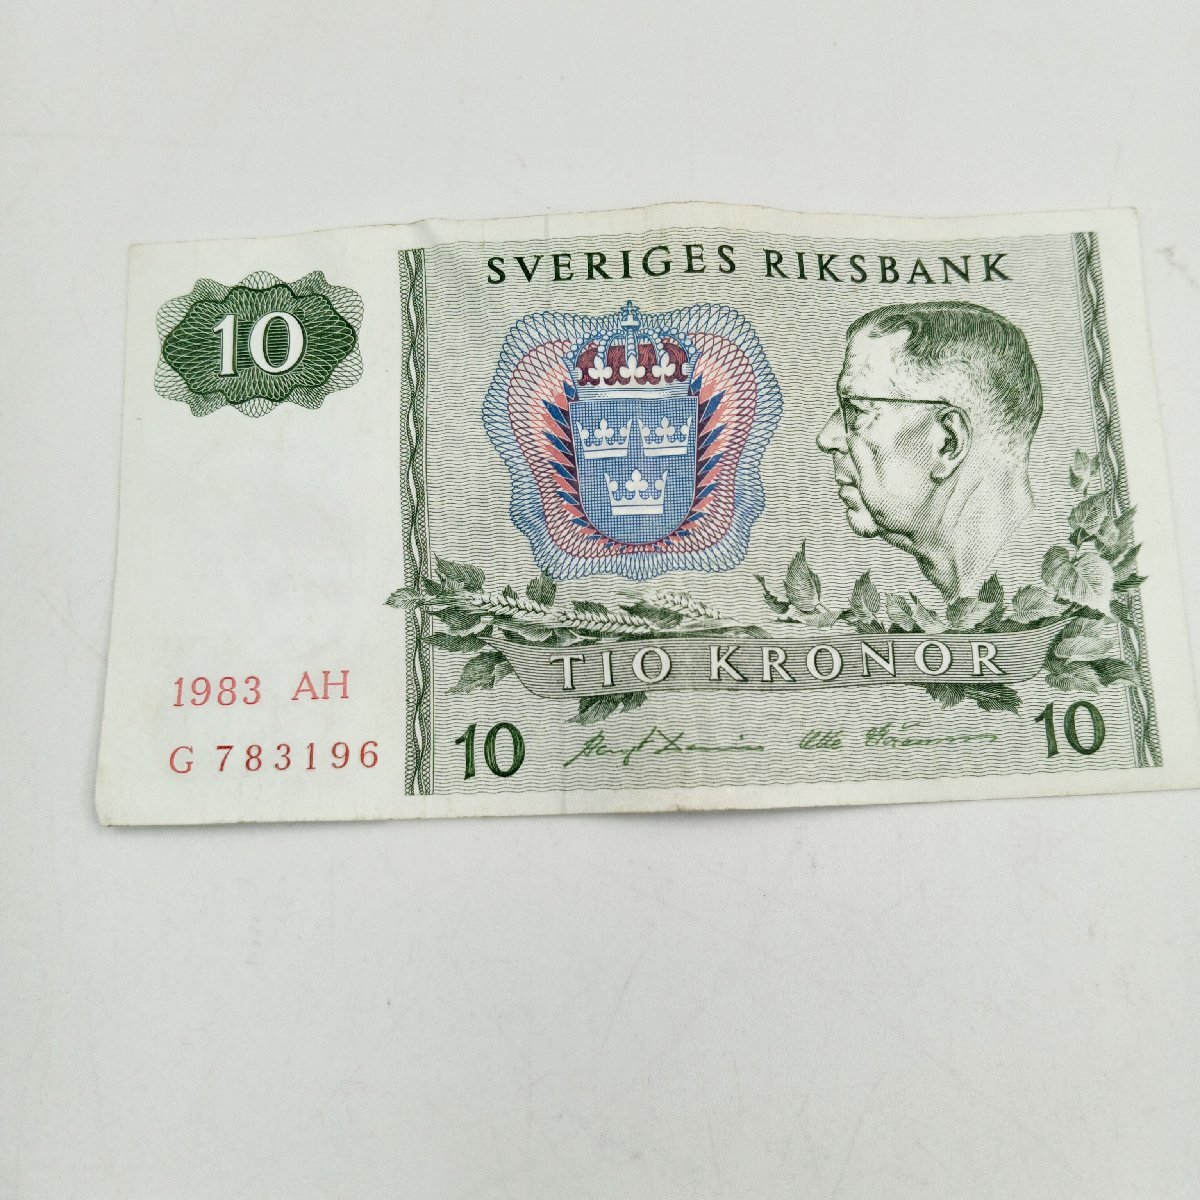 SVERIGES RIKSBANK
10
TIO KRONOR
1983 AH
G 783196
10
10